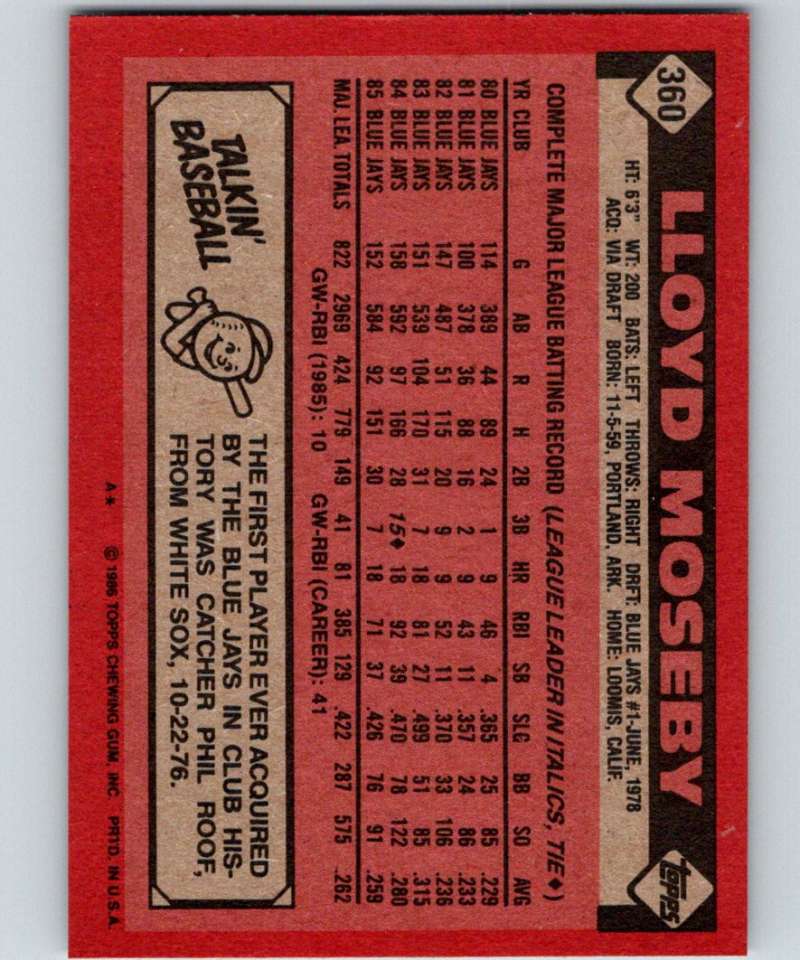 360
LLOYD MOSEBY
topps
HT: 6'3" WT: 200 BATS: LEFT THROWS: RIGHT DRFT: BLUE JAYS #1-JUNE, 1978
ACQ: VIA DRAFT BORN: 11-5-59, PORTLAND, ARK. HOME: LOOMIS, CALIF.
COMPLETE MAJOR LEAGUE BATTING RECORD (LEAGUE LEADER IN ITALICS, TIE♦)
YR CLUB G AB R H 2B 3B HR RBI SB SLG BB SO AVG
80 BLUE JAYS 114 389 44 89 24 1 9 46 4 .365 25 85 .229
81 BLUE JAYS 100 378 36 88 16 2 9 43 11 .357 24 86 .233
82 BLUE JAYS 147 487 51 115 20 9 9 52 11 .370 33 106 .236
83 BLUE JAYS 151 539 104 170 31 7 18 81 27 .499 51 85 .315
84 BLUE JAYS 158 592 97 166 28 15♦ 18 92 39 .470 78 122 .280
85 BLUE JAYS 152 584 92 151 30 7 18 71 37 .426 76 91 .259
MAJ. LEA. TOTALS 822 2969 424 779 149 41 81 385 129 .422 287 575 .262
GW-RBI (1985): 10 GW-RBI (CAREER): 41
TALKIN'
BASEBALL
THE FIRST PLAYER EVER ACQUIRED
BY THE BLUE JAYS IN CLUB HIS-
TORY WAS CATCHER PHIL ROOF,
FROM WHITE SOX, 10-22-76.
A* © 1986 TOPPS CHEWING GUM, INC. PRTD. IN U.S.A.